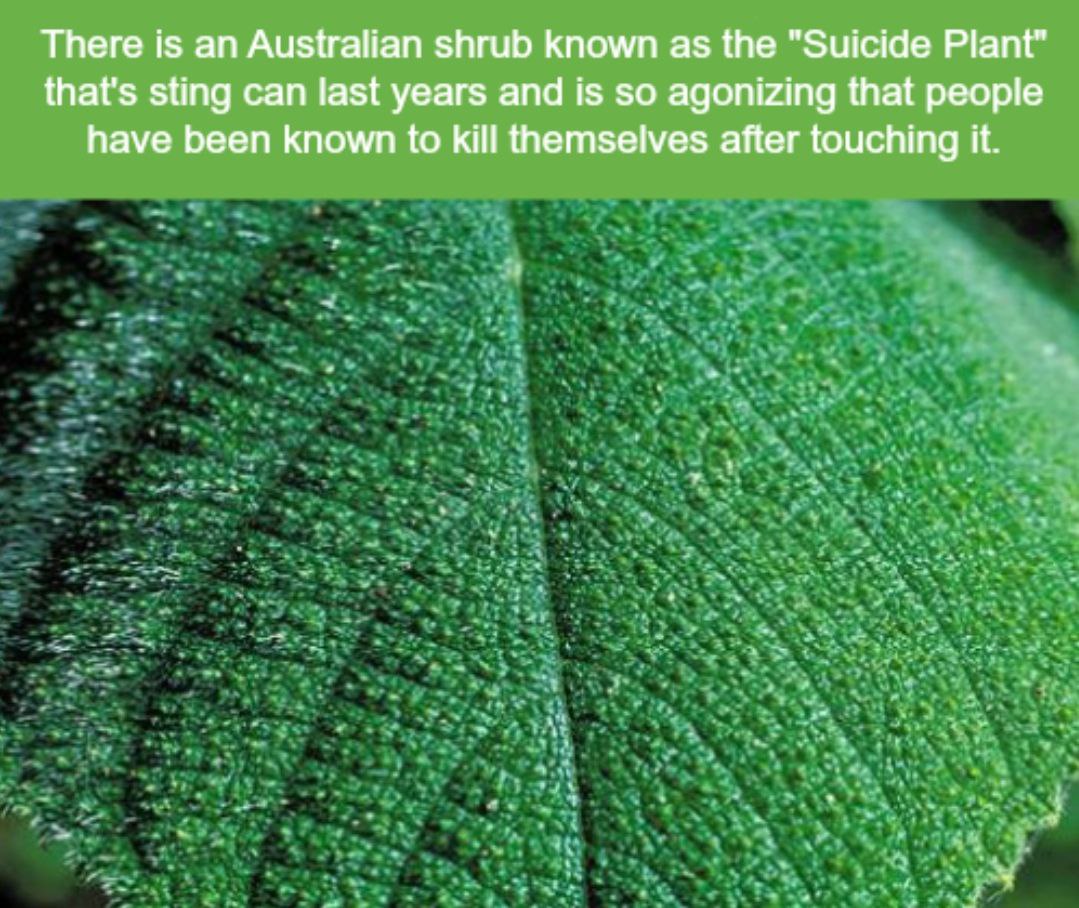 There is an Australian shrub known as the "Suicide Plant"
that's sting can last years and is so agonizing that people
have been known to kill themselves after touching it.